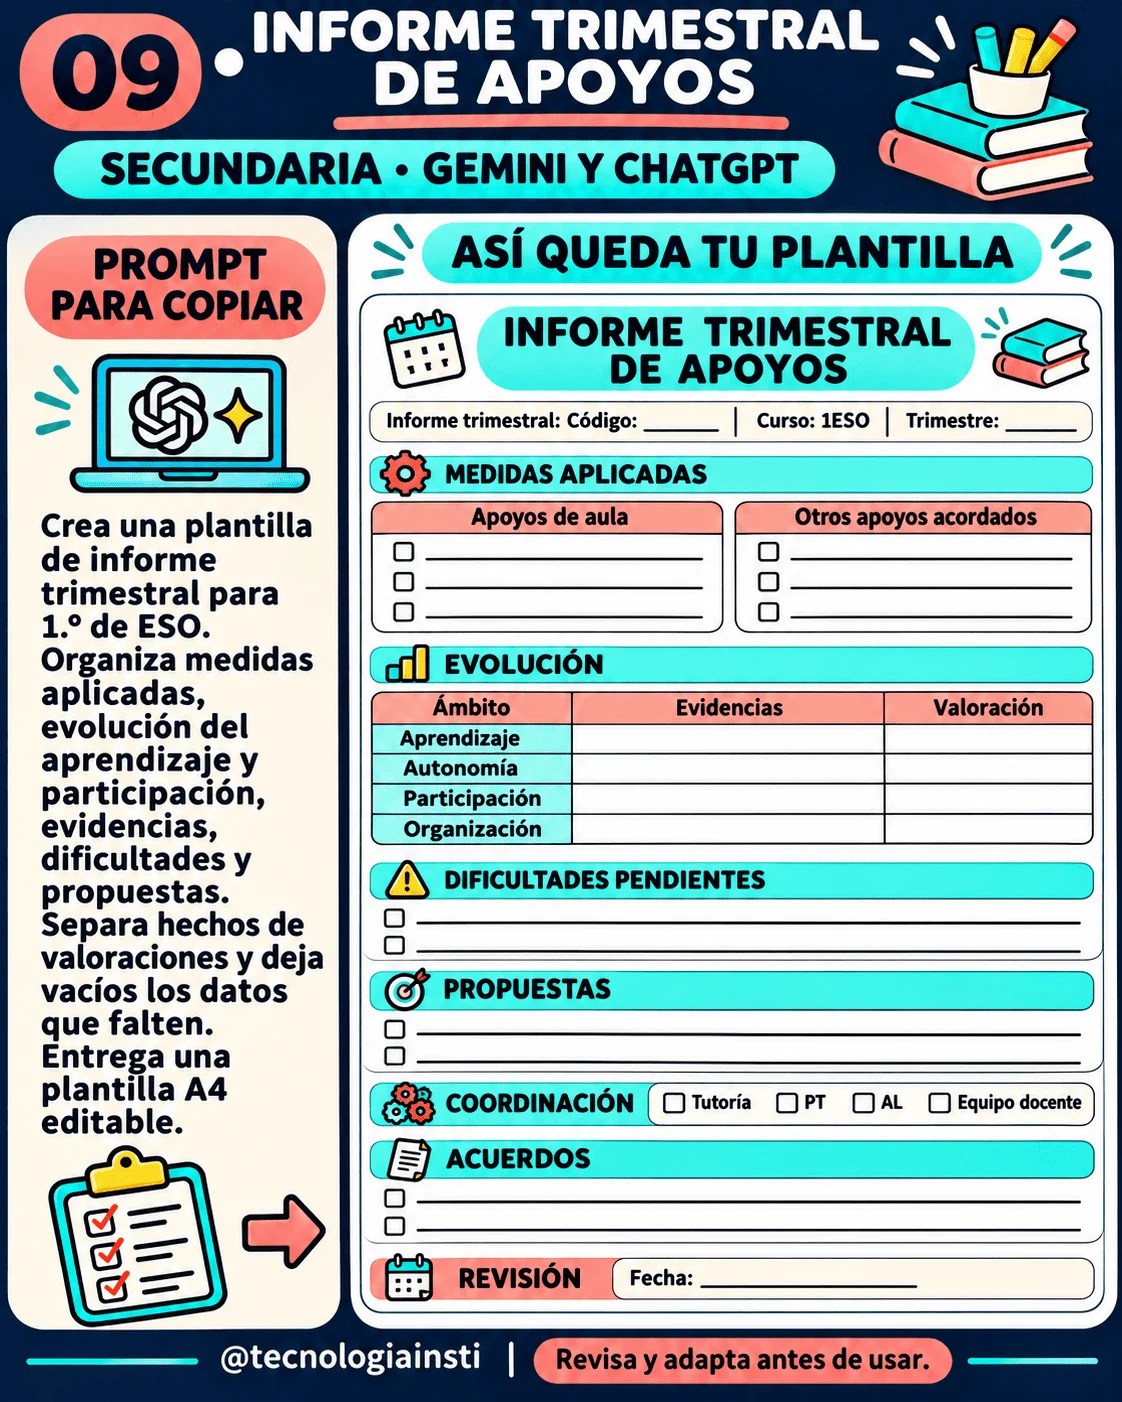 09
INFORME TRIMESTRAL
DE APOYOS
SECUNDARIA • GEMINI Y CHATGPT
PROMPT
PARA COPIAR
Crea una plantilla
de informe
trimestral para
1.º de ESO.
Organiza medidas
aplicadas,
evolución del
aprendizaje y
participación,
evidencias,
dificultades y
propuestas.
Separa hechos de
valoraciones y deja
vacíos los datos
que falten.
Entrega una
plantilla A4
editable.
ASÍ QUEDA TU PLANTILLA
INFORME TRIMESTRAL
DE APOYOS
Informe trimestral: Código: ________ | Curso: 1ESO | Trimestre: ________
MEDIDAS APLICADAS
Apoyos de aula
Otros apoyos acordados
EVOLUCIÓN
Ámbito Evidencias Valoración
Aprendizaje
Autonomía
Participación
Organización
DIFICULTADES PENDIENTES
PROPUESTAS
COORDINACIÓN Tutoría PT AL Equipo docente
ACUERDOS
REVISIÓN Fecha: ____________________
@tecnologiainsti | Revisa y adapta antes de usar.